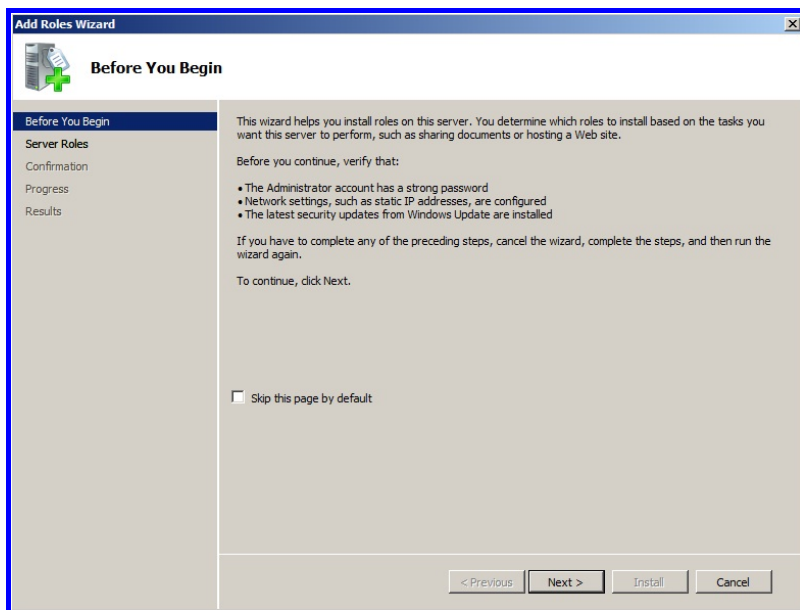 Add Roles Wizard
Before You Begin
Before You Begin
Server Roles
Confirmation
Progress
Results
This wizard helps you install roles on this server. You determine which roles to install based on the tasks you
want this server to perform, such as sharing documents or hosting a Web site.
Before you continue, verify that:
• The Administrator account has a strong password
• Network settings, such as static IP addresses, are configured
• The latest security updates from Windows Update are installed
If you have to complete any of the preceding steps, cancel the wizard, complete the steps, and then run the
wizard again.
To continue, click Next.
Skip this page by default
< Previous
Next >
Install
Cancel